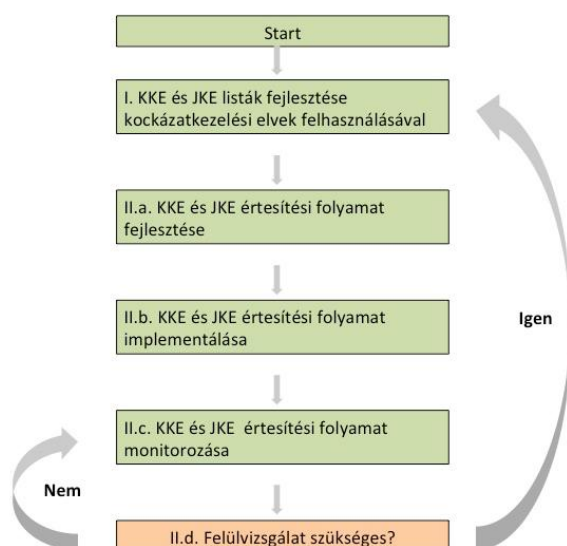 Start
I. KKE és JKE listák fejlesztése
kockázatkezelési elvek felhasználásával
II.a. KKE és JKE értesítési folyamat
fejlesztése
II.b. KKE és JKE értesítési folyamat
implementálása
Igen
II.c. KKE és JKE értesítési folyamat
monitorozása
Nem
II.d. Felülvizsgálat szükséges?